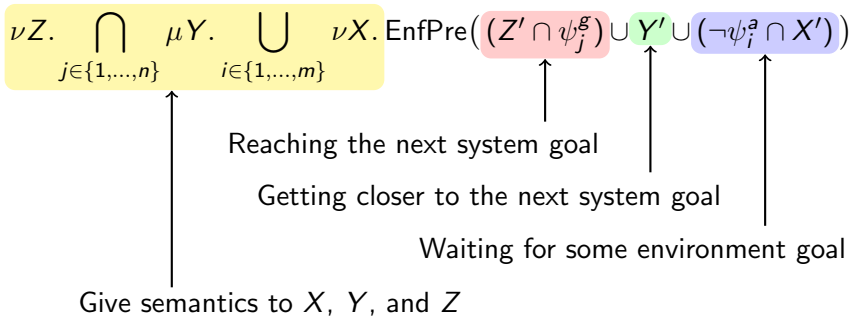 νZ. ⋂_{j∈{1,...,n}} μY. ⋃_{i∈{1,...,m}} νX. EnfPre((Z′ ∩ ψ_j^g) ∪ Y′ ∪ (¬ψ_i^a ∩ X′))
Reaching the next system goal
Getting closer to the next system goal
Waiting for some environment goal
Give semantics to X, Y, and Z